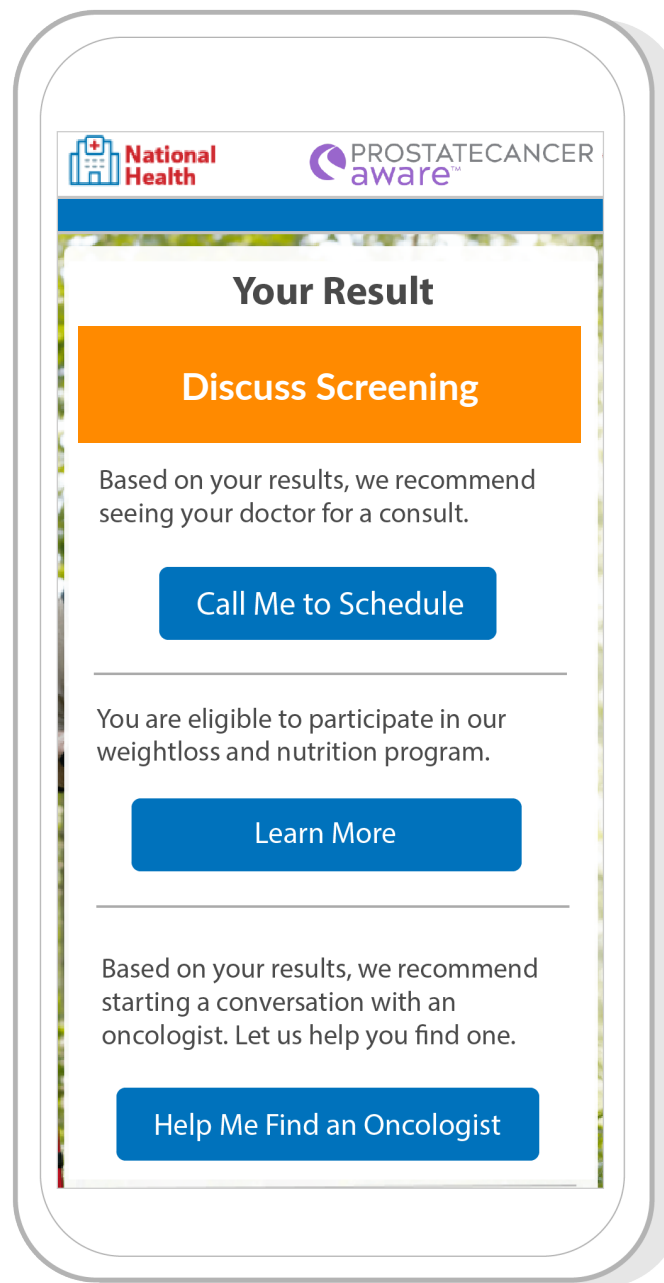 National
Health
PROSTATECANCER
aware™
Your Result
Discuss Screening
Based on your results, we recommend
seeing your doctor for a consult.
Call Me to Schedule
You are eligible to participate in our
weightloss and nutrition program.
Learn More
Based on your results, we recommend
starting a conversation with an
oncologist. Let us help you find one.
Help Me Find an Oncologist